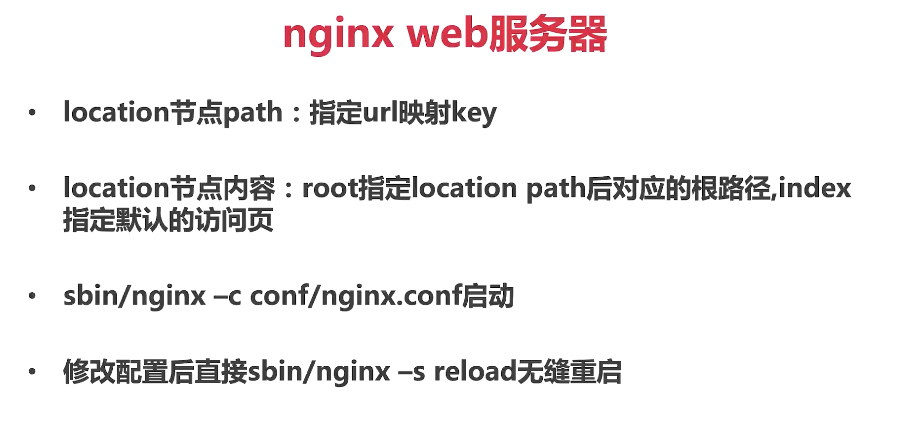 nginx web服务器
• location节点path：指定url映射key
• location节点内容：root指定location path后对应的根路径,index
指定默认的访问页
• sbin/nginx –c conf/nginx.conf启动
• 修改配置后直接sbin/nginx –s reload无缝重启